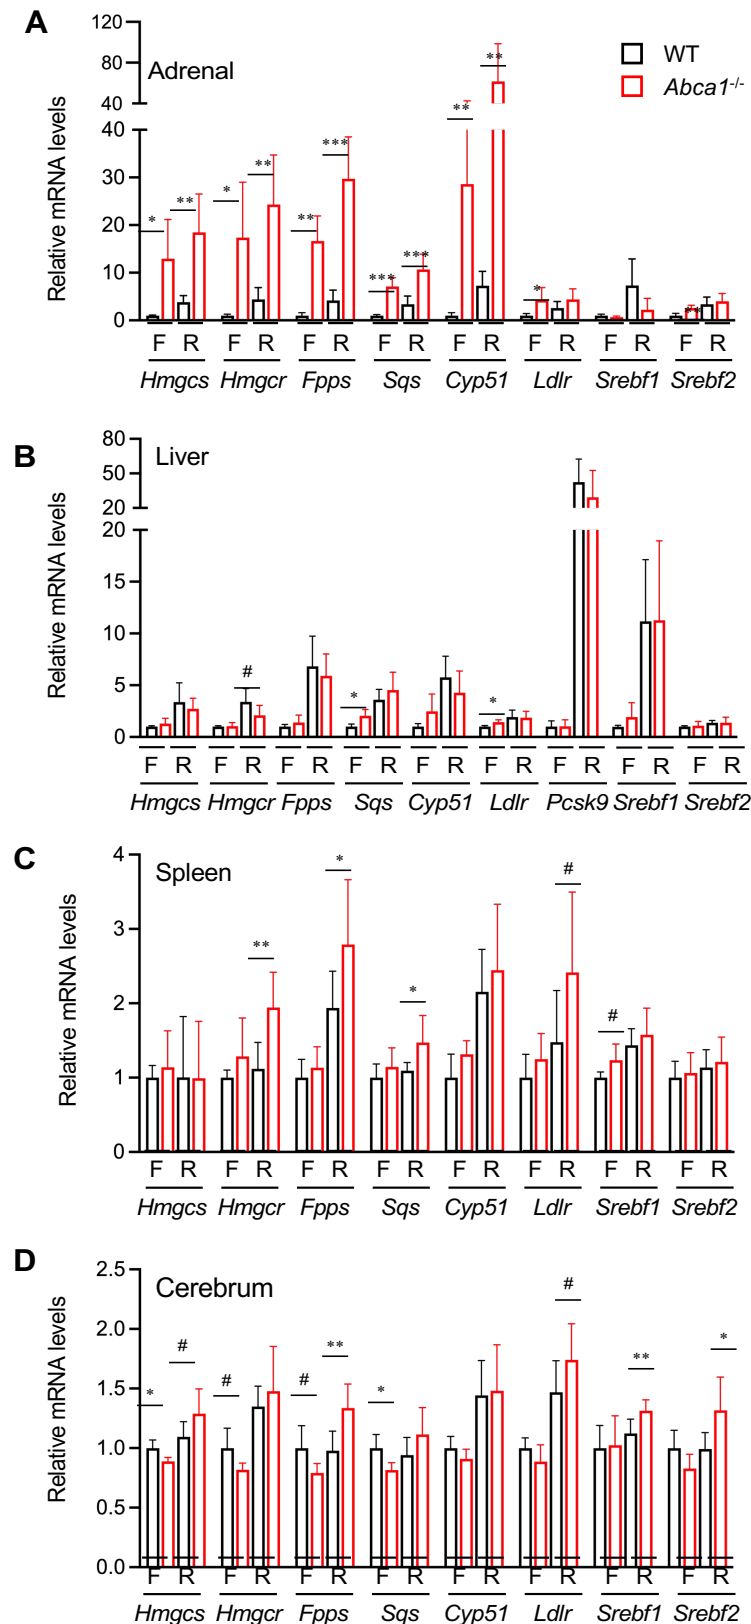 A
Adrenal
WT
Abca1-/-
Relative mRNA levels
120
80
40
40
30
20
10
0
* ** * ** ** *** *** *** ** ** * **
F R F R F R F R F R F R F R F R
Hmgcs Hmgcr Fpps Sqs Cyp51 Ldlr Srebf1 Srebf2
B
Liver
Relative mRNA levels
80
50
20
20
15
10
5
0
# * *
F R F R F R F R F R F R F R F R F R
Hmgcs Hmgcr Fpps Sqs Cyp51 Ldlr Pcsk9 Srebf1 Srebf2
C
Spleen
Relative mRNA levels
4
3
2
1
0
** * * # #
F R F R F R F R F R F R F R F R
Hmgcs Hmgcr Fpps Sqs Cyp51 Ldlr Srebf1 Srebf2
D
Cerebrum
Relative mRNA levels
2.5
2.0
1.5
1.0
0.5
0.0
* # # # ** * # ** *
F R F R F R F R F R F R F R F R
Hmgcs Hmgcr Fpps Sqs Cyp51 Ldlr Srebf1 Srebf2